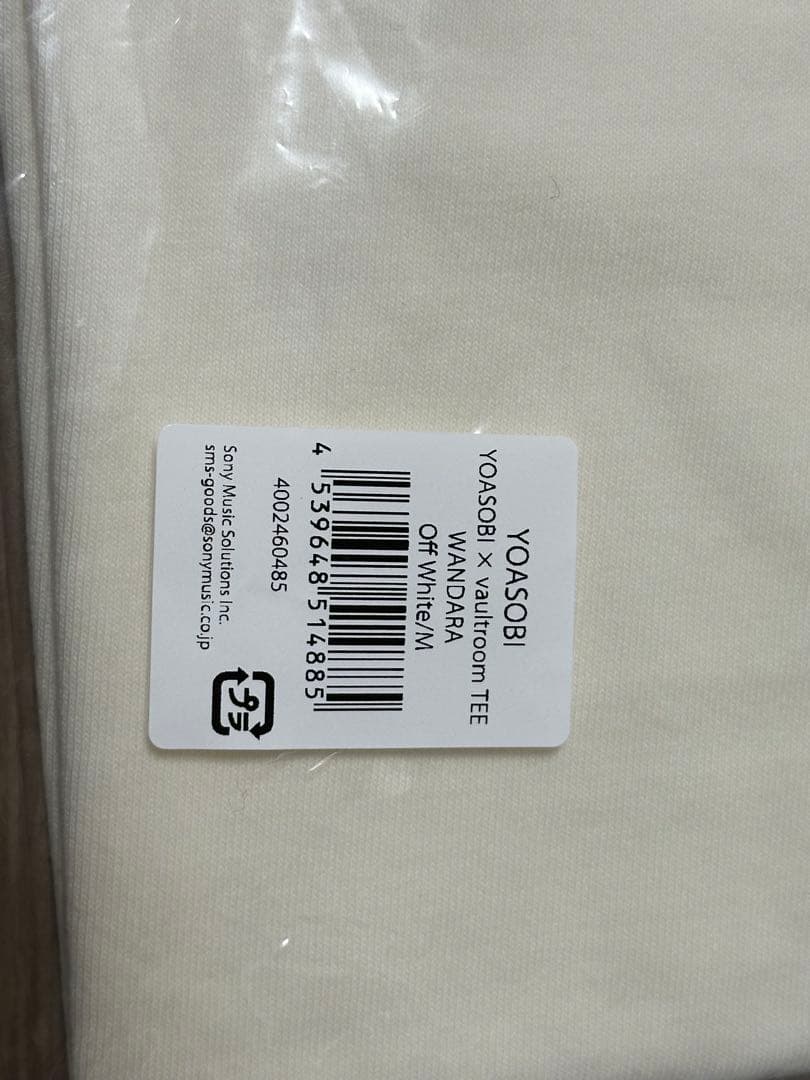 YOASOBI
YOASOBI × vaultroom TEE
WANDARA
Off White/M
4 539648 514885
4002460485
Sony Music Solutions Inc.
sms-goods@sonymusic.co.jp
プラ